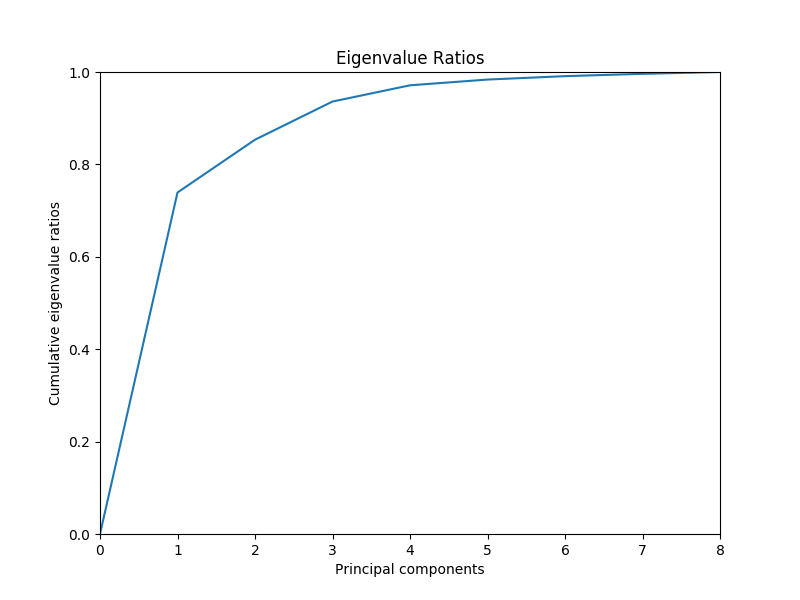 Eigenvalue Ratios
1.0
0.8
0.6
0.4
0.2
0.0
Cumulative eigenvalue ratios
0 1 2 3 4 5 6 7 8
Principal components